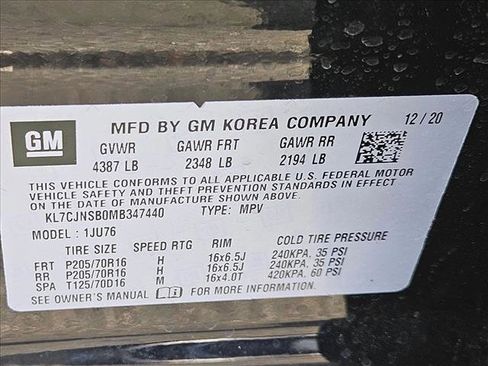 GM
MFD BY GM KOREA COMPANY 12/20
GVWR GAWR FRT GAWR RR
4387 LB 2348 LB 2194 LB
THIS VEHICLE CONFORMS TO ALL APPLICABLE U.S. FEDERAL MOTOR
VEHICLE SAFETY AND THEFT PREVENTION STANDARDS IN EFFECT ON
THE DATE OF MANUFACTURE SHOWN ABOVE.
KL7CJNSB0MB347440 TYPE: MPV
MODEL: 1JU76
TIRE SIZE SPEED RTG RIM COLD TIRE PRESSURE
FRT P205/70R16 H 16x6.5J 240KPA, 35 PSI
RR P205/70R16 H 16x6.5J 240KPA, 35 PSI
SPA T125/70D16 M 16x4.0T 420KPA, 60 PSI
SEE OWNER'S MANUAL FOR MORE INFORMATION